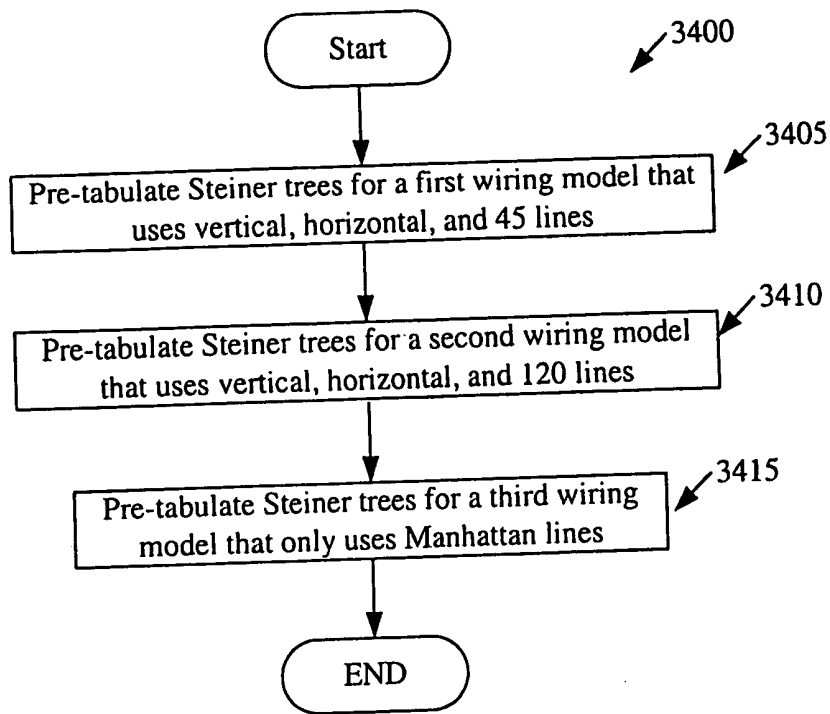 Start
3400
3405
Pre-tabulate Steiner trees for a first wiring model that
uses vertical, horizontal, and 45 lines
3410
Pre-tabulate Steiner trees for a second wiring model
that uses vertical, horizontal, and 120 lines
3415
Pre-tabulate Steiner trees for a third wiring
model that only uses Manhattan lines
END